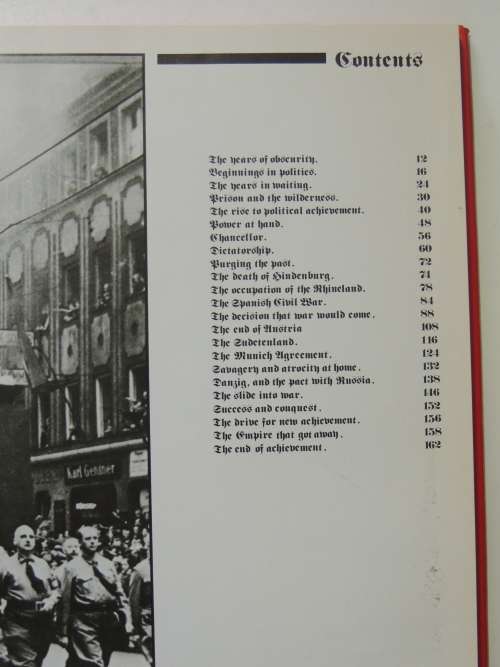 Contents
The years of obscurity. 12
Beginnings in politics. 16
The years in waiting. 24
Prison and the wilderness. 30
The rise to political achievement. 40
Power at hand. 48
Chancellor. 56
Dictatorship. 60
Purging the past. 72
The death of Hindenburg. 74
The occupation of the Rhineland. 78
The Spanish Civil War. 84
The decision that war would come. 88
The end of Austria 108
The Sudetenland. 116
The Munich Agreement. 124
Savagery and atrocity at home. 132
Danzig, and the pact with Russia. 138
The slide into war. 146
Success and conquest. 152
The drive for new achievement. 156
The Empire that got away. 158
The end of achievement. 162
Karl Gentner